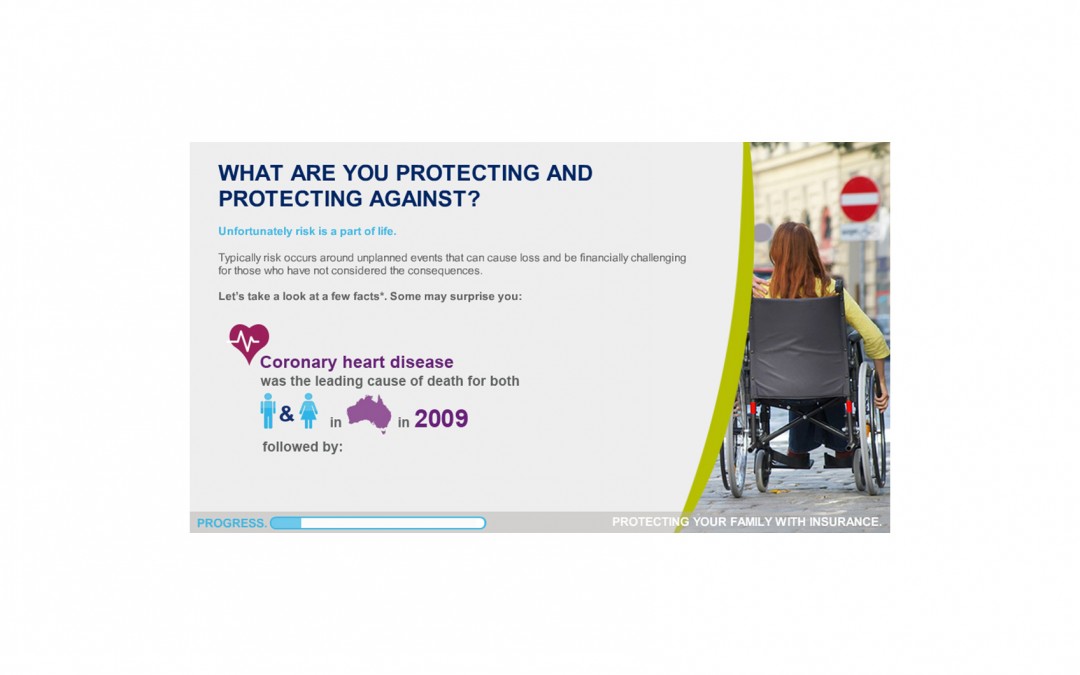 WHAT ARE YOU PROTECTING AND
PROTECTING AGAINST?
Unfortunately risk is a part of life.
Typically risk occurs around unplanned events that can cause loss and be financially challenging
for those who have not considered the consequences.
Let's take a look at a few facts*. Some may surprise you:
Coronary heart disease
was the leading cause of death for both
& in in 2009
followed by:
PROGRESS.
PROTECTING YOUR FAMILY WITH INSURANCE.